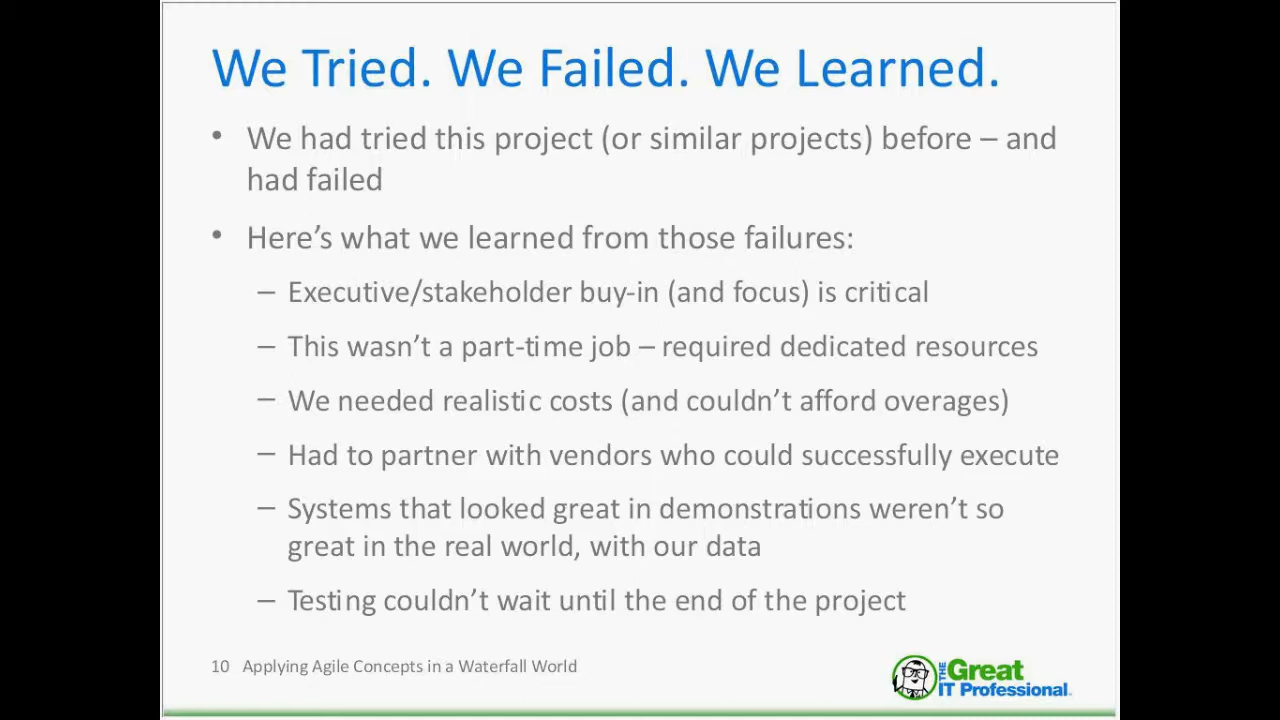 We Tried. We Failed. We Learned.
• We had tried this project (or similar projects) before – and
had failed
• Here’s what we learned from those failures:
– Executive/stakeholder buy-in (and focus) is critical
– This wasn’t a part-time job – required dedicated resources
– We needed realistic costs (and couldn’t afford overages)
– Had to partner with vendors who could successfully execute
– Systems that looked great in demonstrations weren’t so
great in the real world, with our data
– Testing couldn’t wait until the end of the project
10 Applying Agile Concepts in a Waterfall World
THE Great
IT Professional